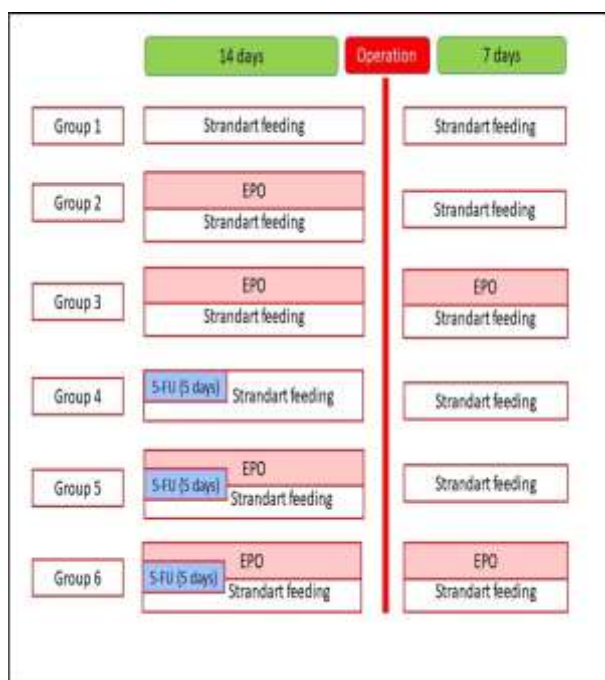 14 days Operation 7 days
Group 1 Strandart feeding Strandart feeding
EPO
Group 2 Strandart feeding Strandart feeding
EPO EPO
Group 3 Strandart feeding Strandart feeding
5-FU (5 days)
Group 4 Strandart feeding Strandart feeding
EPO
5-FU (5 days)
Group 5 Strandart feeding Strandart feeding
EPO EPO
5-FU (5 days)
Group 6 Strandart feeding Strandart feeding